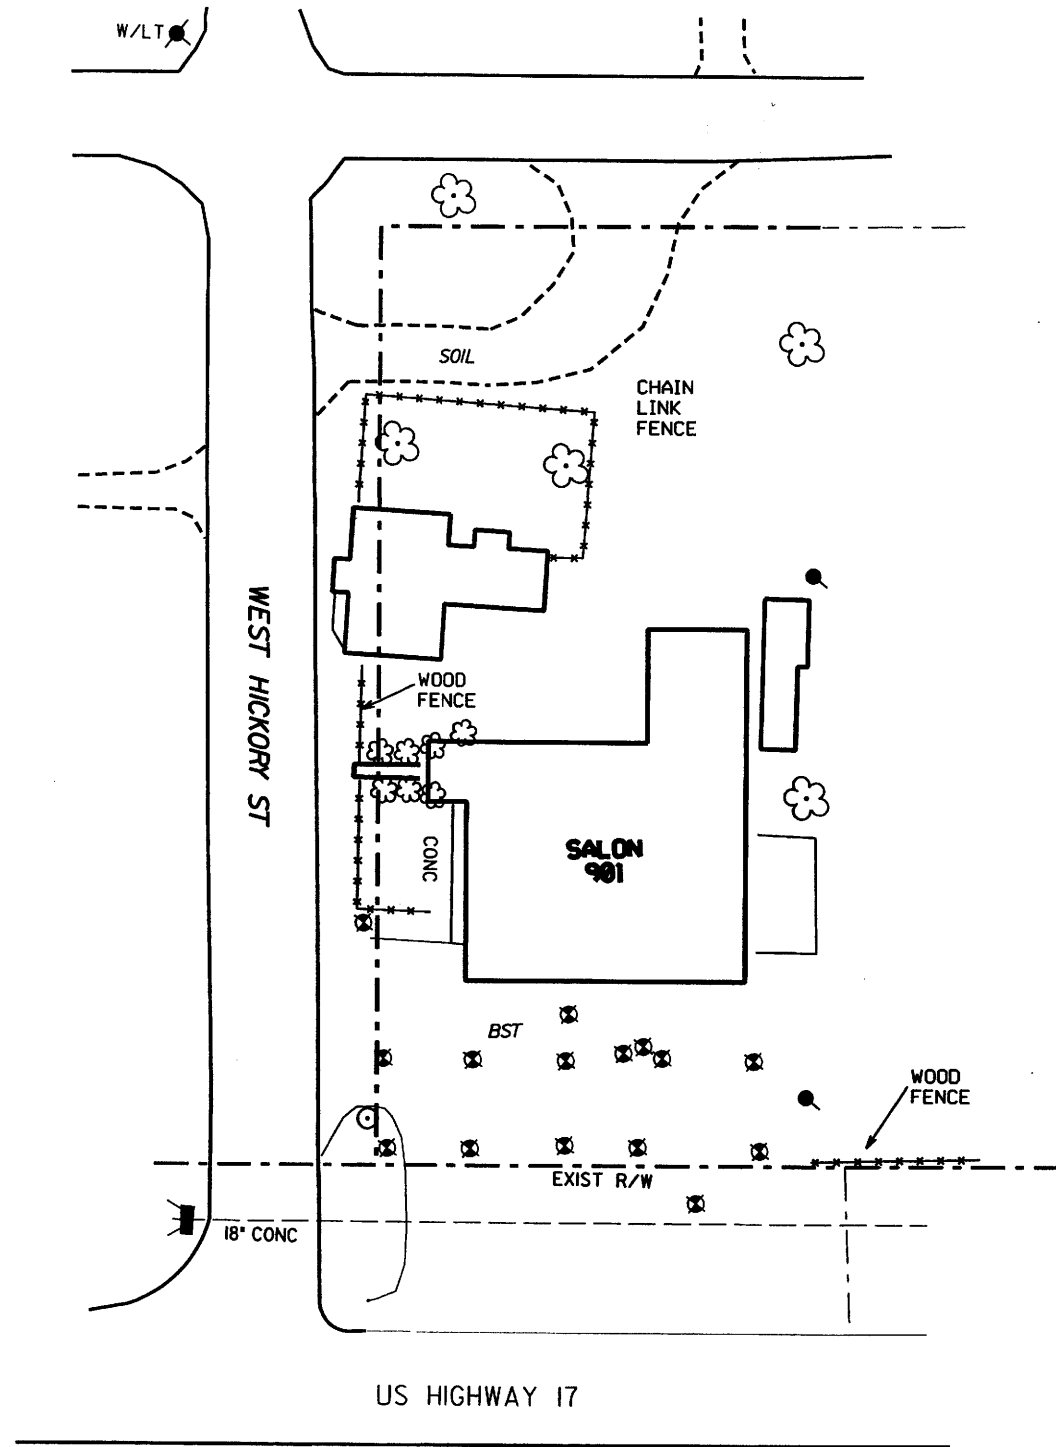 W/LT
SOIL
CHAIN
LINK
FENCE
WEST HICKORY ST
WOOD
FENCE
CONC
SALON
901
BST
WOOD
FENCE
EXIST R/W
18" CONC
US HIGHWAY 17